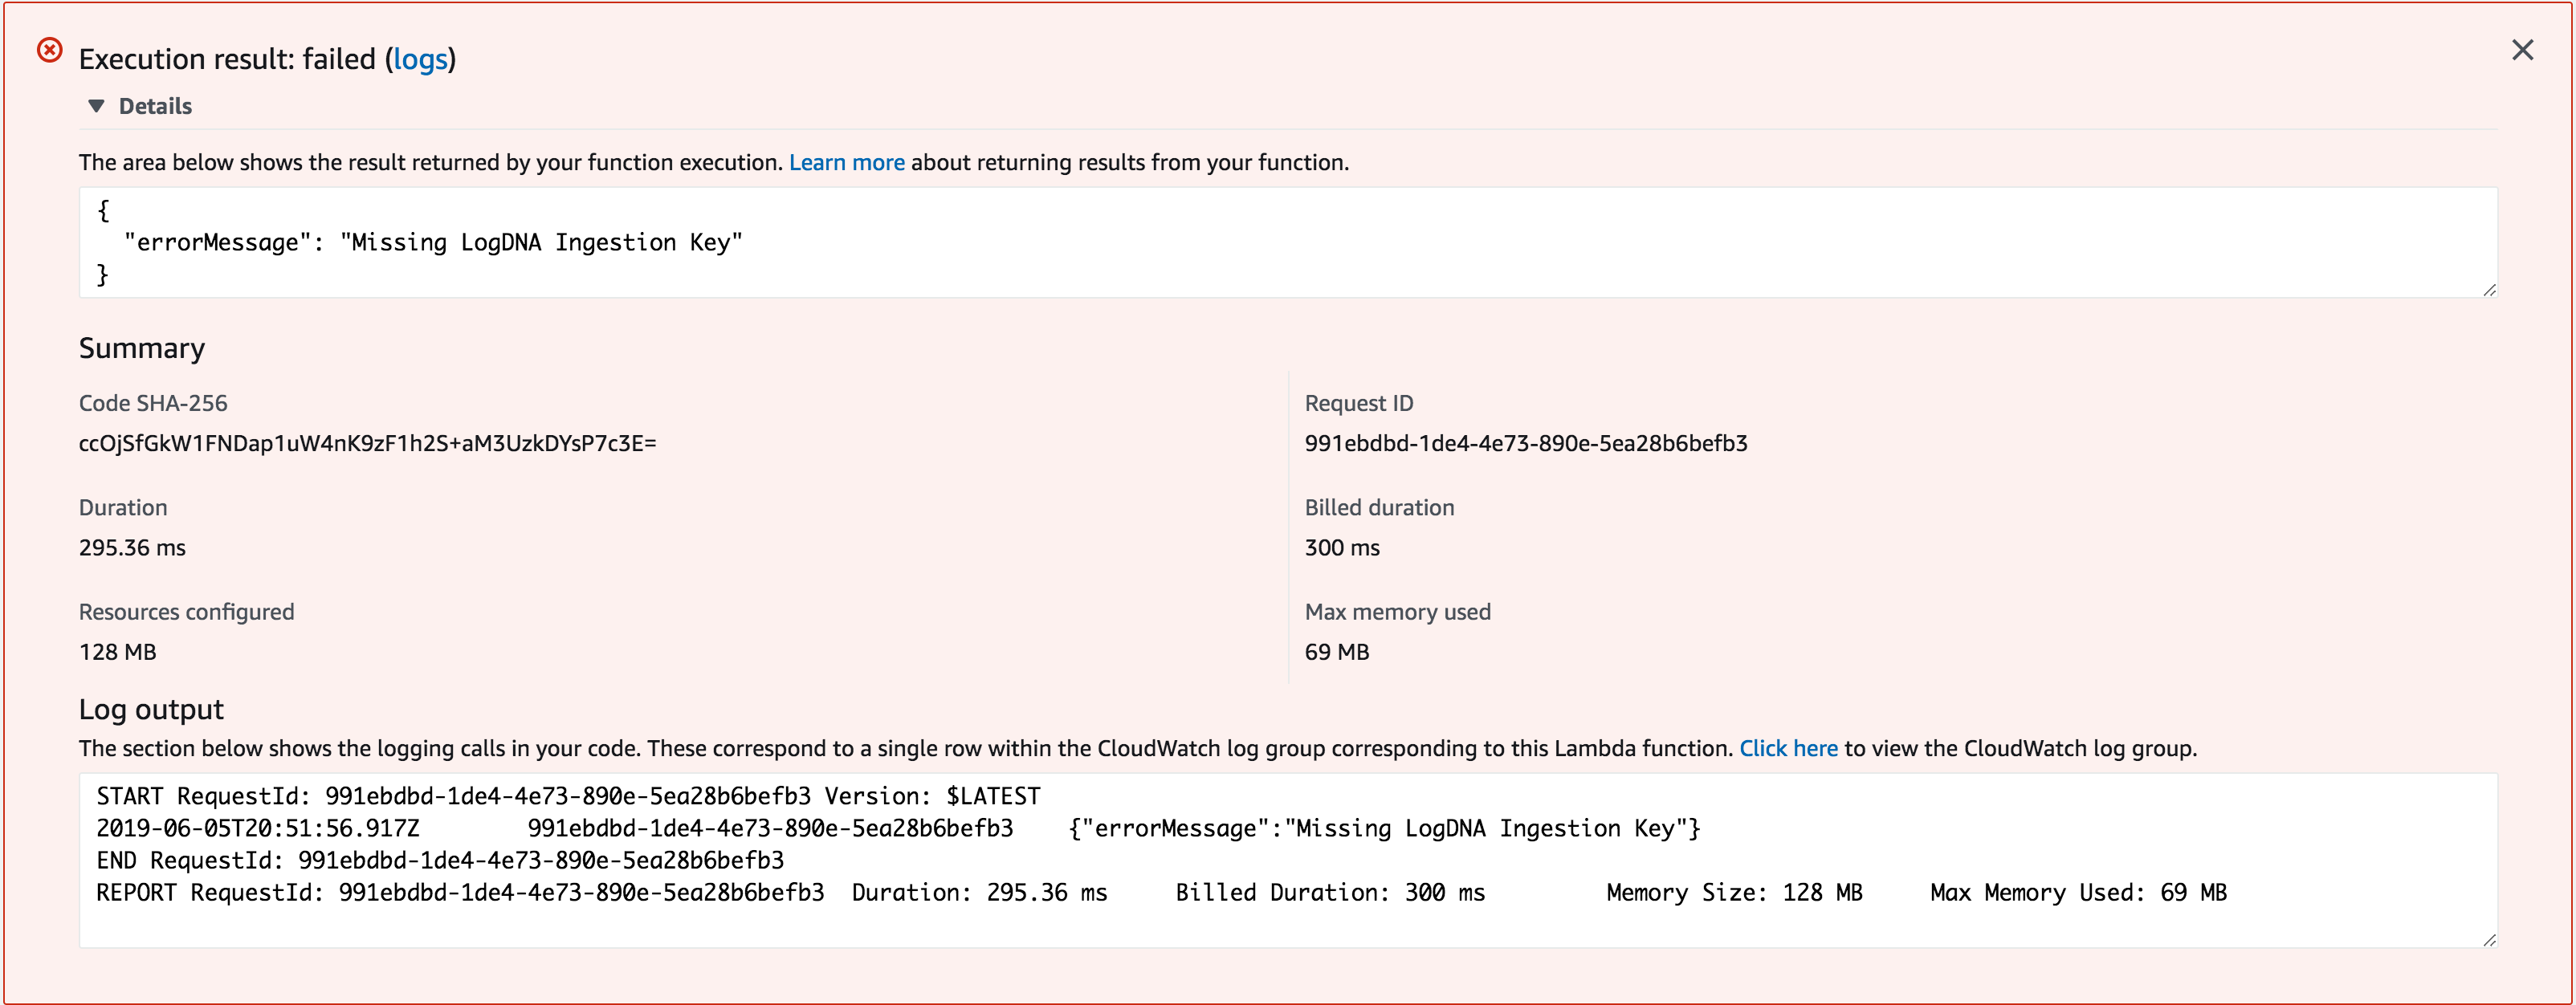 Execution result: failed (logs)
Details
The area below shows the result returned by your function execution. Learn more about returning results from your function.
{
  "errorMessage": "Missing LogDNA Ingestion Key"
}
Summary
Code SHA-256
ccOjSfGkW1FNDap1uW4nK9zF1h2S+aM3UzkDYsP7c3E=
Request ID
991ebdbd-1de4-4e73-890e-5ea28b6befb3
Duration
295.36 ms
Billed duration
300 ms
Resources configured
128 MB
Max memory used
69 MB
Log output
The section below shows the logging calls in your code. These correspond to a single row within the CloudWatch log group corresponding to this Lambda function. Click here to view the CloudWatch log group.
START RequestId: 991ebdbd-1de4-4e73-890e-5ea28b6befb3 Version: $LATEST
2019-06-05T20:51:56.917Z	991ebdbd-1de4-4e73-890e-5ea28b6befb3	{"errorMessage":"Missing LogDNA Ingestion Key"}
END RequestId: 991ebdbd-1de4-4e73-890e-5ea28b6befb3
REPORT RequestId: 991ebdbd-1de4-4e73-890e-5ea28b6befb3	Duration: 295.36 ms	Billed Duration: 300 ms	Memory Size: 128 MB	Max Memory Used: 69 MB